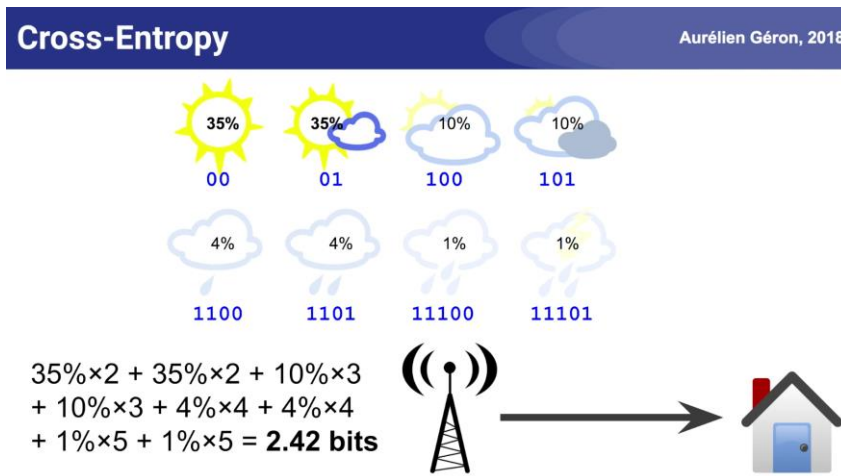 Cross-Entropy
Aurélien Géron, 2018
35% 35% 10% 10%
00 01 100 101
4% 4% 1% 1%
1100 1101 11100 11101
35%×2 + 35%×2 + 10%×3
+ 10%×3 + 4%×4 + 4%×4
+ 1%×5 + 1%×5 = 2.42 bits